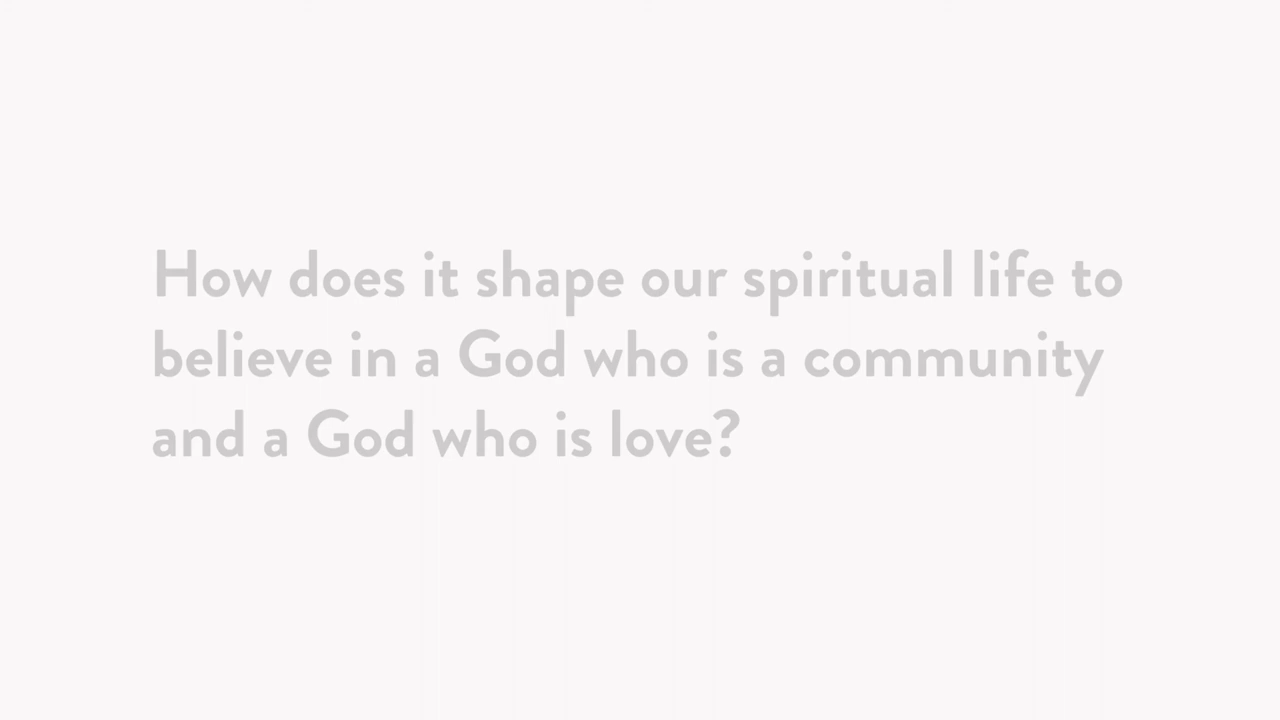 How does it shape our spiritual life to
believe in a God who is a community
and a God who is love?